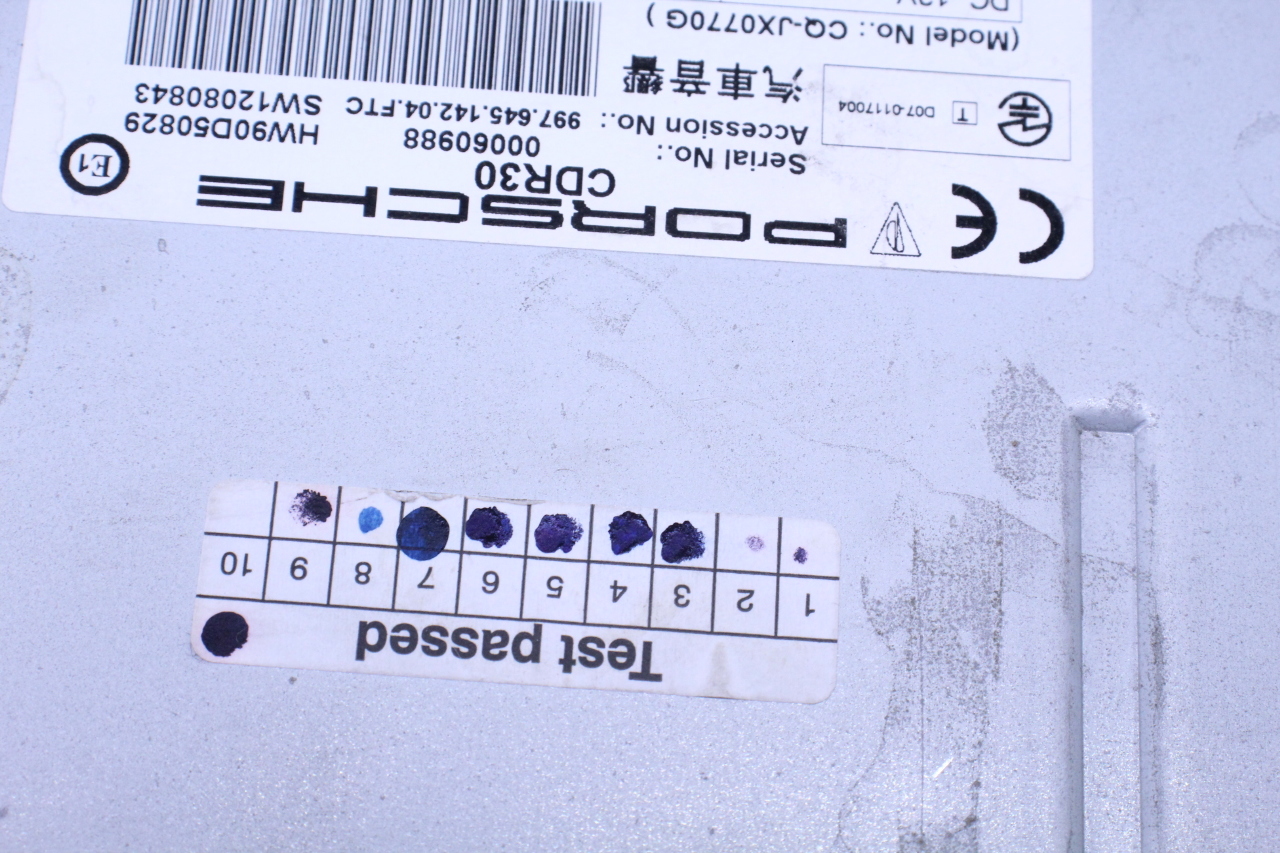 CE PORSCHE E1
CDR30
Serial No.: 00060988 HW90D50829
Accession No.: 997.645.142.04.FTC SW12080843
T D07-0117004
汽車音響
(Model No.: CQ-JX0770G )
Test passed
1 2 3 4 5 6 7 8 9 10